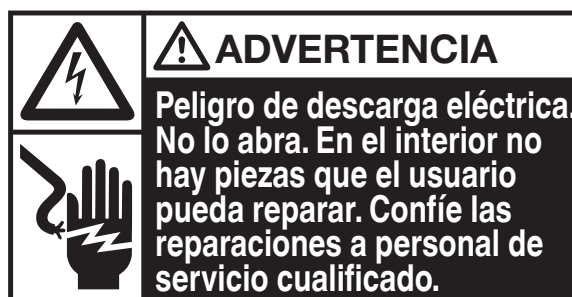 ADVERTENCIA
Peligro de descarga eléctrica.
No lo abra. En el interior no
hay piezas que el usuario
pueda reparar. Confíe las
reparaciones a personal de
servicio cualificado.